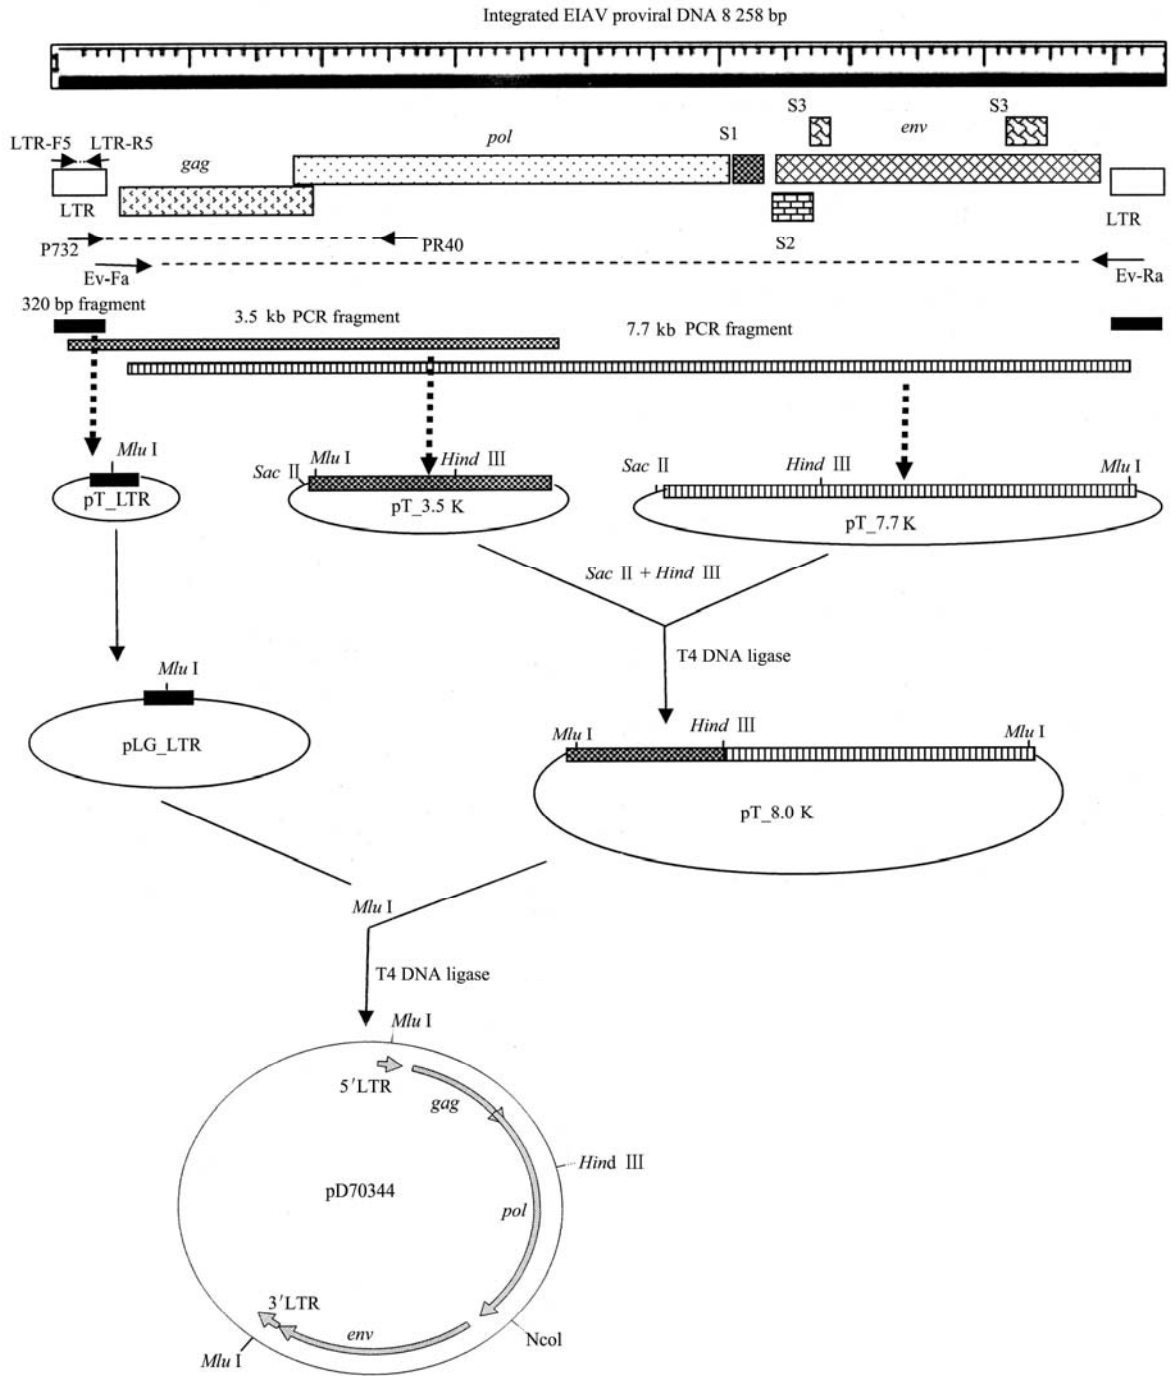 Integrated EIAV proviral DNA 8 258 bp
S3
S3
S1
pol
env
LTR-F5
LTR-R5
gag
LTR
LTR
S2
P732
PR40
Ev-Fa
Ev-Ra
320 bp fragment
3.5 kb PCR fragment
7.7 kb PCR fragment
Mlu I
Sac II
Mlu I
Hind III
Sac II
Hind III
Mlu I
pT_LTR
pT_3.5 K
pT_7.7 K
Sac II + Hind III
T4 DNA ligase
Mlu I
Mlu I
Hind III
Mlu I
pLG_LTR
pT_8.0 K
Mlu I
T4 DNA ligase
Mlu I
5′LTR
gag
Hind III
pD70344
pol
3′LTR
env
NcoI
Mlu I